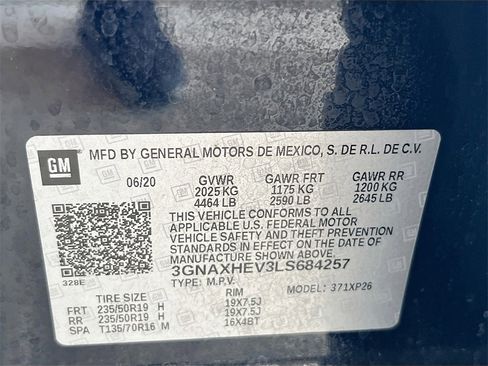 GM MFD BY GENERAL MOTORS DE MEXICO, S. DE R.L. DE C.V.
06/20 GVWR GAWR FRT GAWR RR
2025 KG 1175 KG 1200 KG
4464 LB 2590 LB 2645 LB
THIS VEHICLE CONFORMS TO ALL
APPLICABLE U.S. FEDERAL MOTOR
VEHICLE SAFETY AND THEFT
PREVENTION STANDARDS IN
EFFECT ON THE DATE OF
MANUFACTURE SHOWN ABOVE.
3GNAXHEV3LS684257
328E TYPE: M.P.V. MODEL: 371XP26
TIRE SIZE RIM
FRT 235/50R19 H 19X7.5J
RR 235/50R19 H 19X7.5J
SPA T135/70R16 M 16X4BT